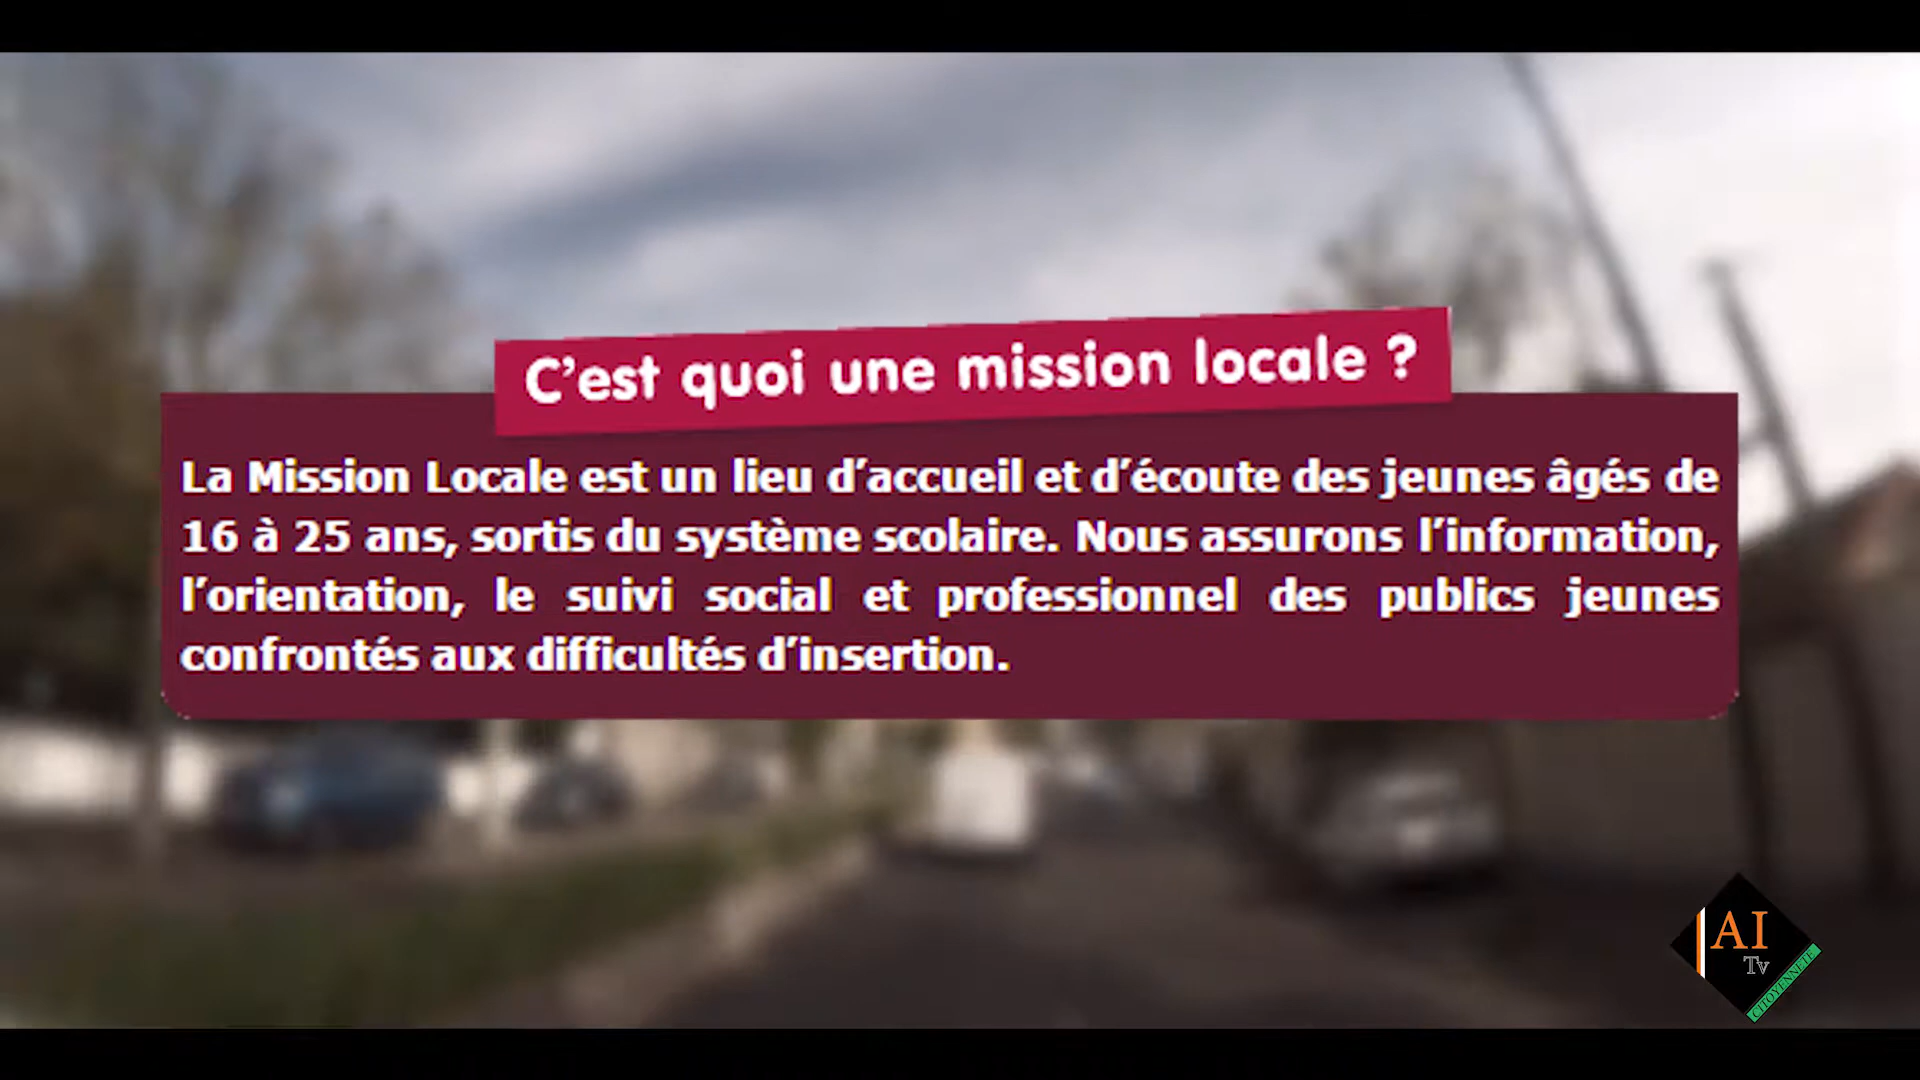 C'est quoi une mission locale ?
La Mission Locale est un lieu d'accueil et d'écoute des jeunes âgés de
16 à 25 ans, sortis du système scolaire. Nous assurons l'information,
l'orientation, le suivi social et professionnel des publics jeunes
confrontés aux difficultés d'insertion.
AI
Tv
CITOYENNETE